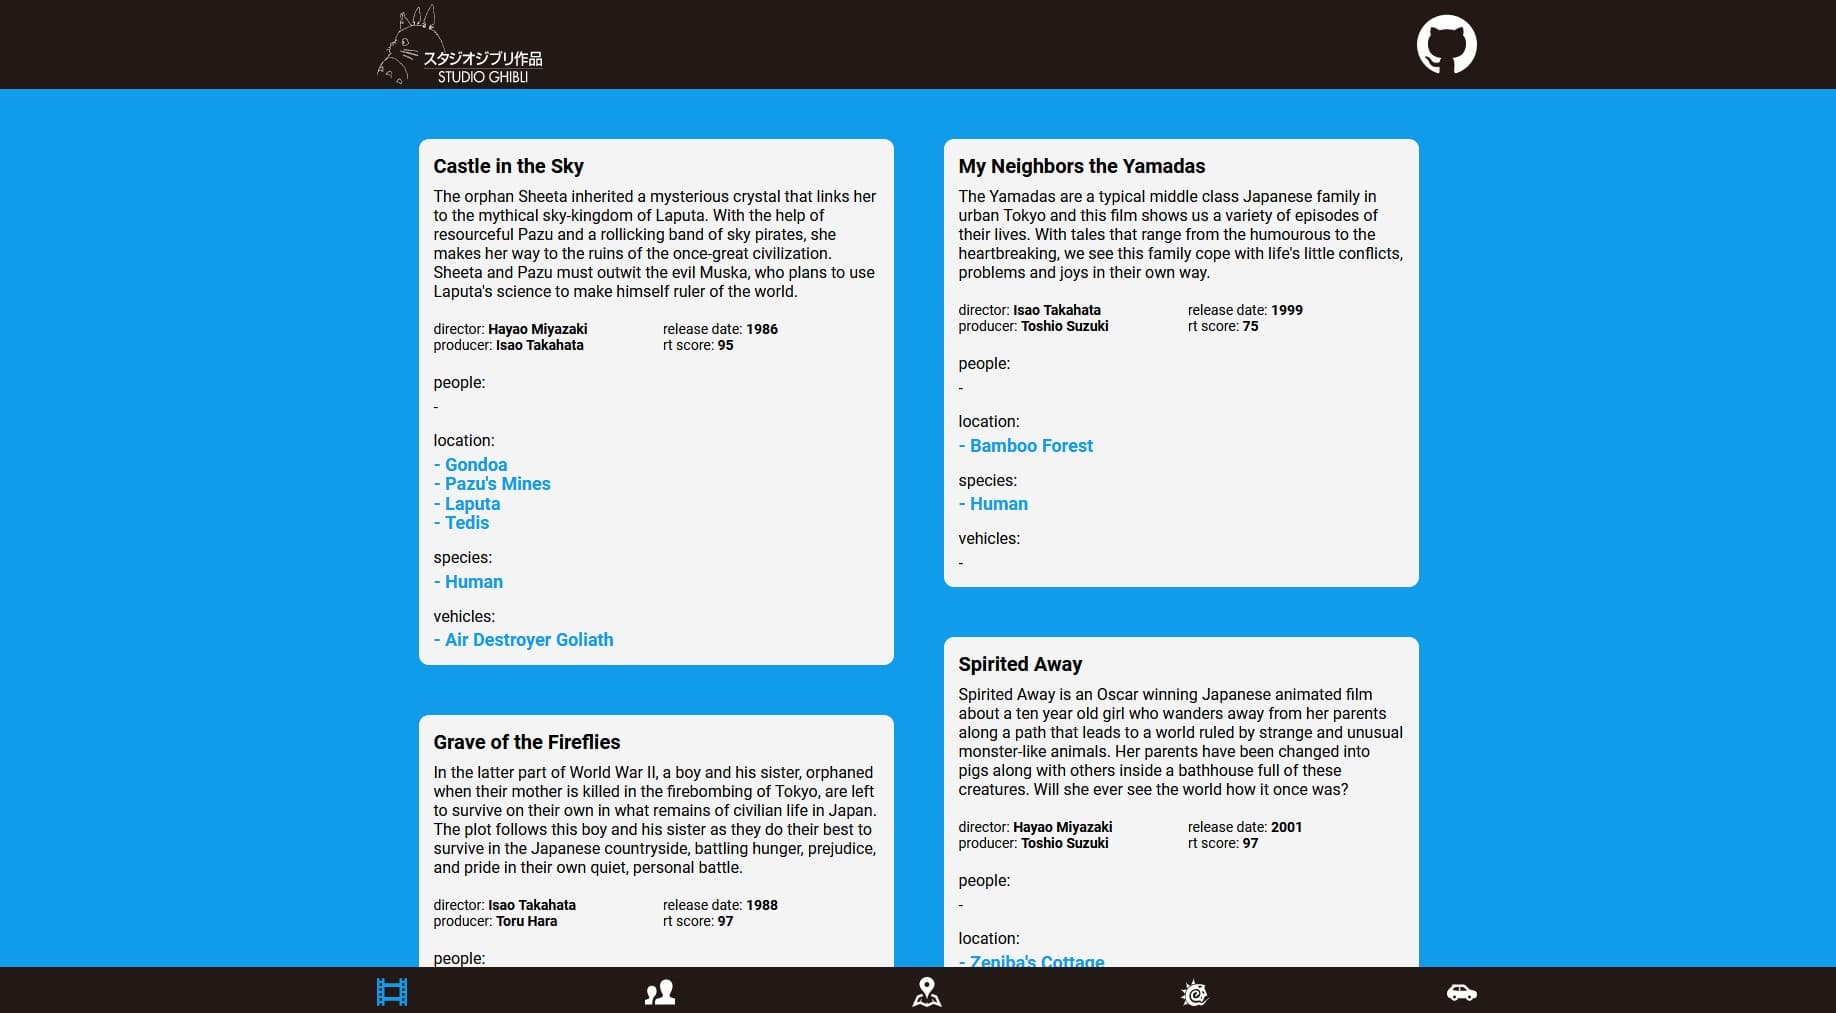 スタジオジブリ作品
STUDIO GHIBLI
Castle in the Sky
The orphan Sheeta inherited a mysterious crystal that links her
to the mythical sky-kingdom of Laputa. With the help of
resourceful Pazu and a rollicking band of sky pirates, she
makes her way to the ruins of the once-great civilization.
Sheeta and Pazu must outwit the evil Muska, who plans to use
Laputa's science to make himself ruler of the world.
director: Hayao Miyazaki
producer: Isao Takahata
release date: 1986
rt score: 95
people:
-
location:
- Gondoa
- Pazu's Mines
- Laputa
- Tedis
species:
- Human
vehicles:
- Air Destroyer Goliath
Grave of the Fireflies
In the latter part of World War II, a boy and his sister, orphaned
when their mother is killed in the firebombing of Tokyo, are left
to survive on their own in what remains of civilian life in Japan.
The plot follows this boy and his sister as they do their best to
survive in the Japanese countryside, battling hunger, prejudice,
and pride in their own quiet, personal battle.
director: Isao Takahata
producer: Toru Hara
release date: 1988
rt score: 97
people:
My Neighbors the Yamadas
The Yamadas are a typical middle class Japanese family in
urban Tokyo and this film shows us a variety of episodes of
their lives. With tales that range from the humourous to the
heartbreaking, we see this family cope with life's little conflicts,
problems and joys in their own way.
director: Isao Takahata
producer: Toshio Suzuki
release date: 1999
rt score: 75
people:
-
location:
- Bamboo Forest
species:
- Human
vehicles:
-
Spirited Away
Spirited Away is an Oscar winning Japanese animated film
about a ten year old girl who wanders away from her parents
along a path that leads to a world ruled by strange and unusual
monster-like animals. Her parents have been changed into
pigs along with others inside a bathhouse full of these
creatures. Will she ever see the world how it once was?
director: Hayao Miyazaki
producer: Toshio Suzuki
release date: 2001
rt score: 97
people:
-
location:
- Zeniba's Cottage